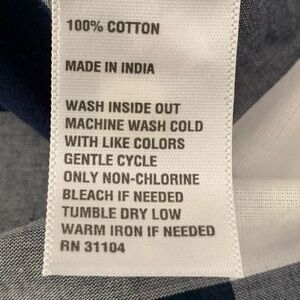 100% COTTON
MADE IN INDIA
WASH INSIDE OUT
MACHINE WASH COLD
WITH LIKE COLORS
GENTLE CYCLE
ONLY NON-CHLORINE
BLEACH IF NEEDED
TUMBLE DRY LOW
WARM IRON IF NEEDED
RN 31104